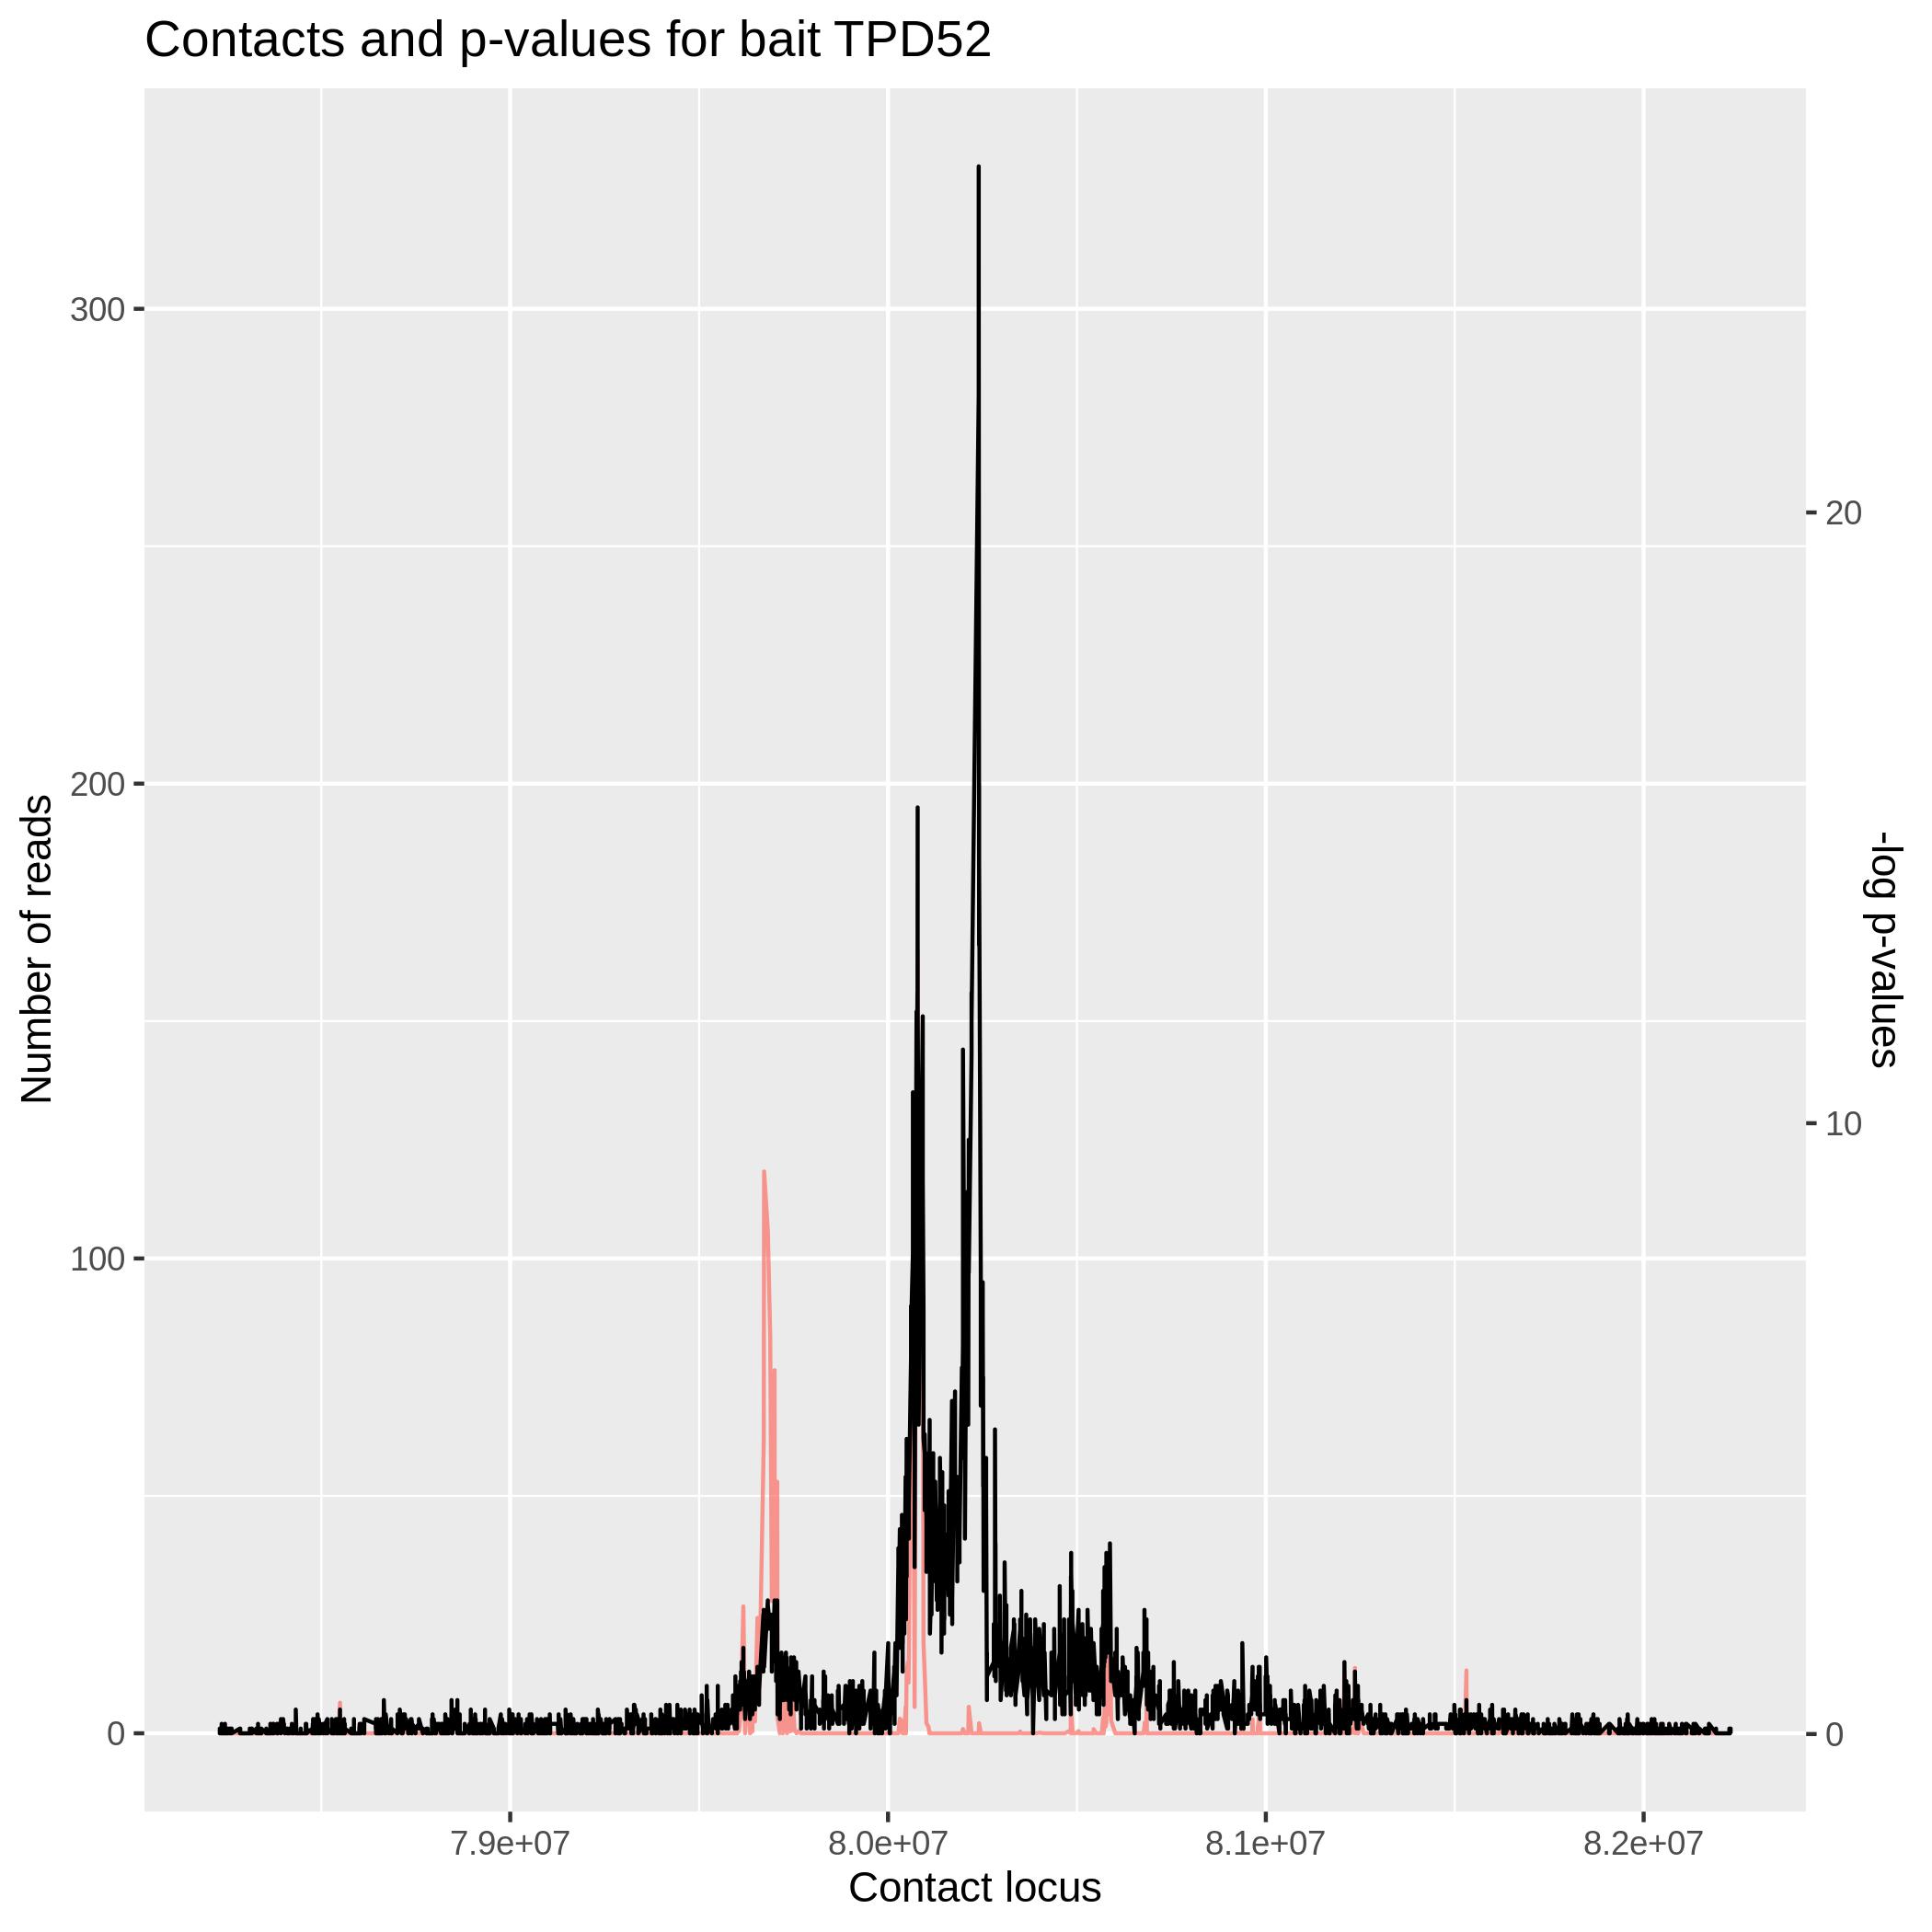 Contacts and p-values for bait TPD52
Number of reads
300
200
100
0
20
10
0
-log p-values
7.9e+07
8.0e+07
8.1e+07
8.2e+07
Contact locus